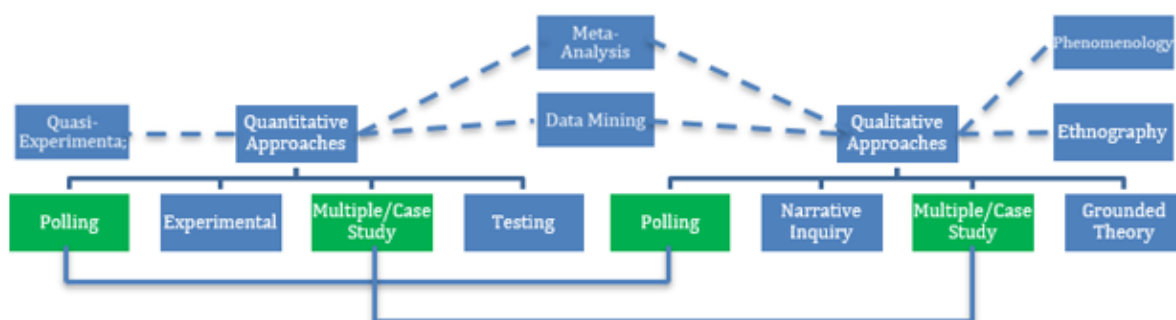 Meta-
Analysis
Phenomenology
Quasi-
Experimenta;
Quantitative
Approaches
Data Mining
Qualitative
Approaches
Ethnography
Polling
Experimental
Multiple/Case
Study
Testing
Polling
Narrative
Inquiry
Multiple/Case
Study
Grounded
Theory